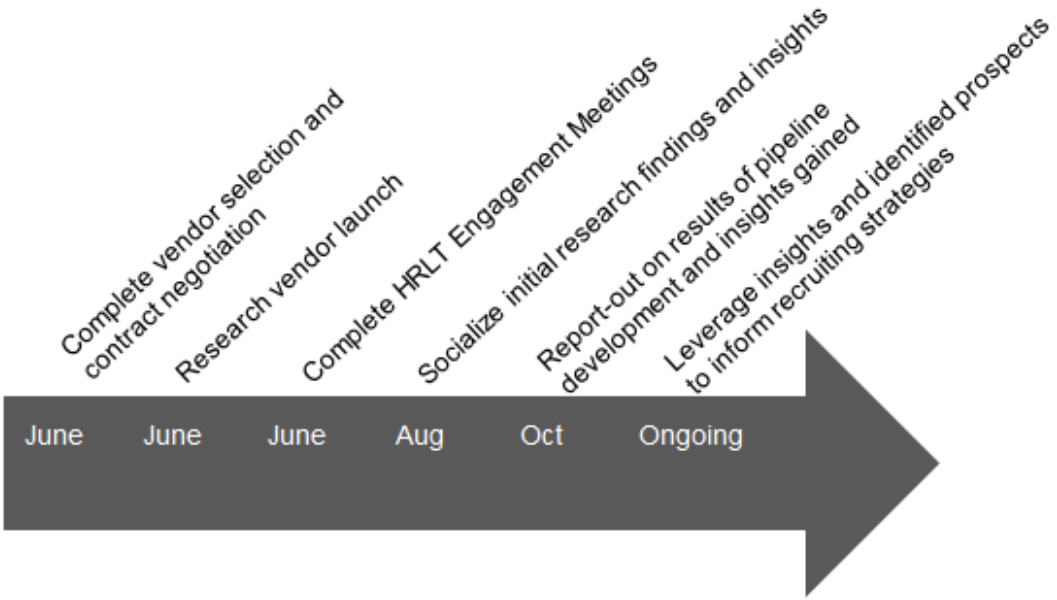 Complete vendor selection and
contract negotiation
Research vendor launch
Complete HRLT Engagement Meetings
Socialize initial research findings and insights
Report-out on results of pipeline
development and insights gained
Leverage insights and identified prospects
to inform recruiting strategies
June
June
June
Aug
Oct
Ongoing